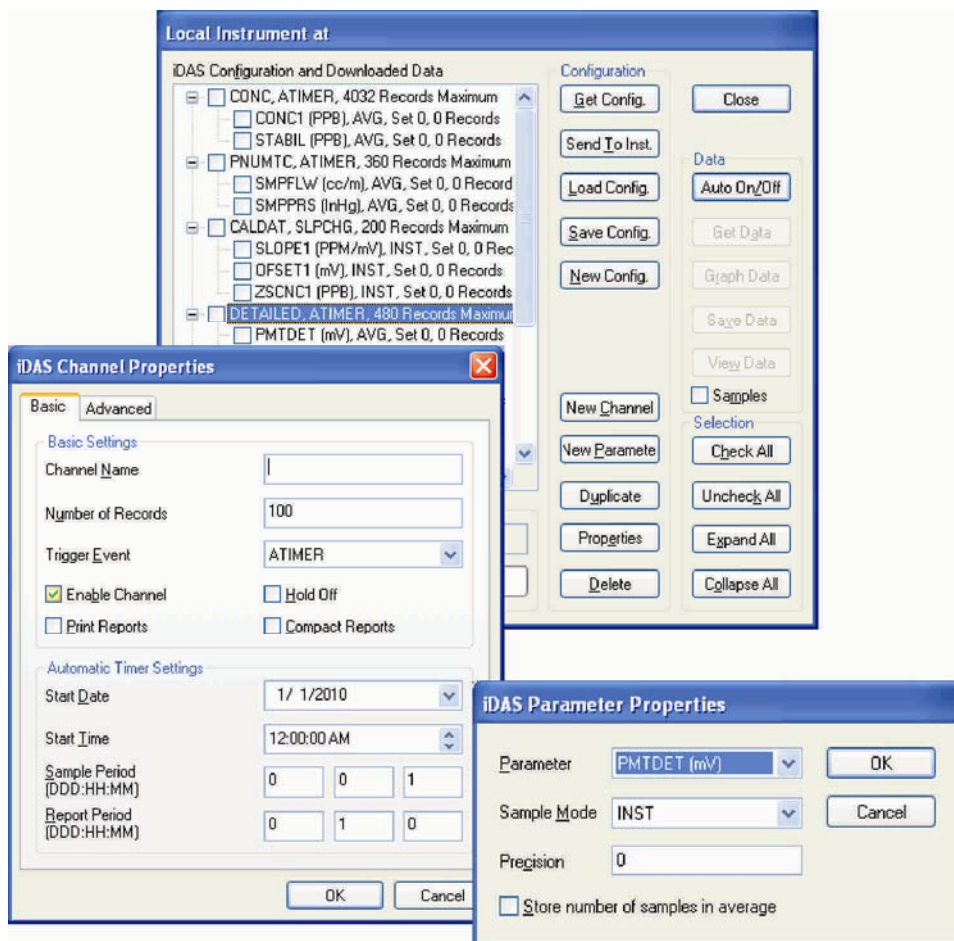 Local Instrument at
iDAS Configuration and Downloaded Data
CONC, ATIMER, 4032 Records Maximum
CONC1 (PPB), AVG, Set 0, 0 Records
STABIL (PPB), AVG, Set 0, 0 Records
PNUMTC, ATIMER, 360 Records Maximum
SMPFLW (cc/m), AVG, Set 0, 0 Record
SMPPRS (InHg), AVG, Set 0, 0 Records
CALDAT, SLPCHG, 200 Records Maximum
SLOPE1 (PPM/mV), INST, Set 0, 0 Rec
OFSET1 (mV), INST, Set 0, 0 Records
ZSCNC1 (PPB), INST, Set 0, 0 Records
DETAILED, ATIMER, 480 Records Maximur
PMTDET (mV), AVG, Set 0, 0 Records
Configuration
Get Config.
Send To Inst.
Load Config.
Save Config.
New Config.
New Channel
New Paramete
Duplicate
Properties
Delete
Close
Data
Auto On/Off
Get Data
Graph Data
Save Data
View Data
Samples
Selection
Check All
Uncheck All
Expand All
Collapse All
iDAS Channel Properties
Basic
Advanced
Basic Settings
Channel Name
Number of Records 100
Trigger Event ATIMER
Enable Channel
Hold Off
Print Reports
Compact Reports
Automatic Timer Settings
Start Date 1/ 1/2010
Start Time 12:00:00 AM
Sample Period
(DDD:HH:MM) 0 0 1
Report Period
(DDD:HH:MM) 0 1 0
OK
Cancel
iDAS Parameter Properties
Parameter PMTDET (mV)
OK
Sample Mode INST
Cancel
Precision 0
Store number of samples in average